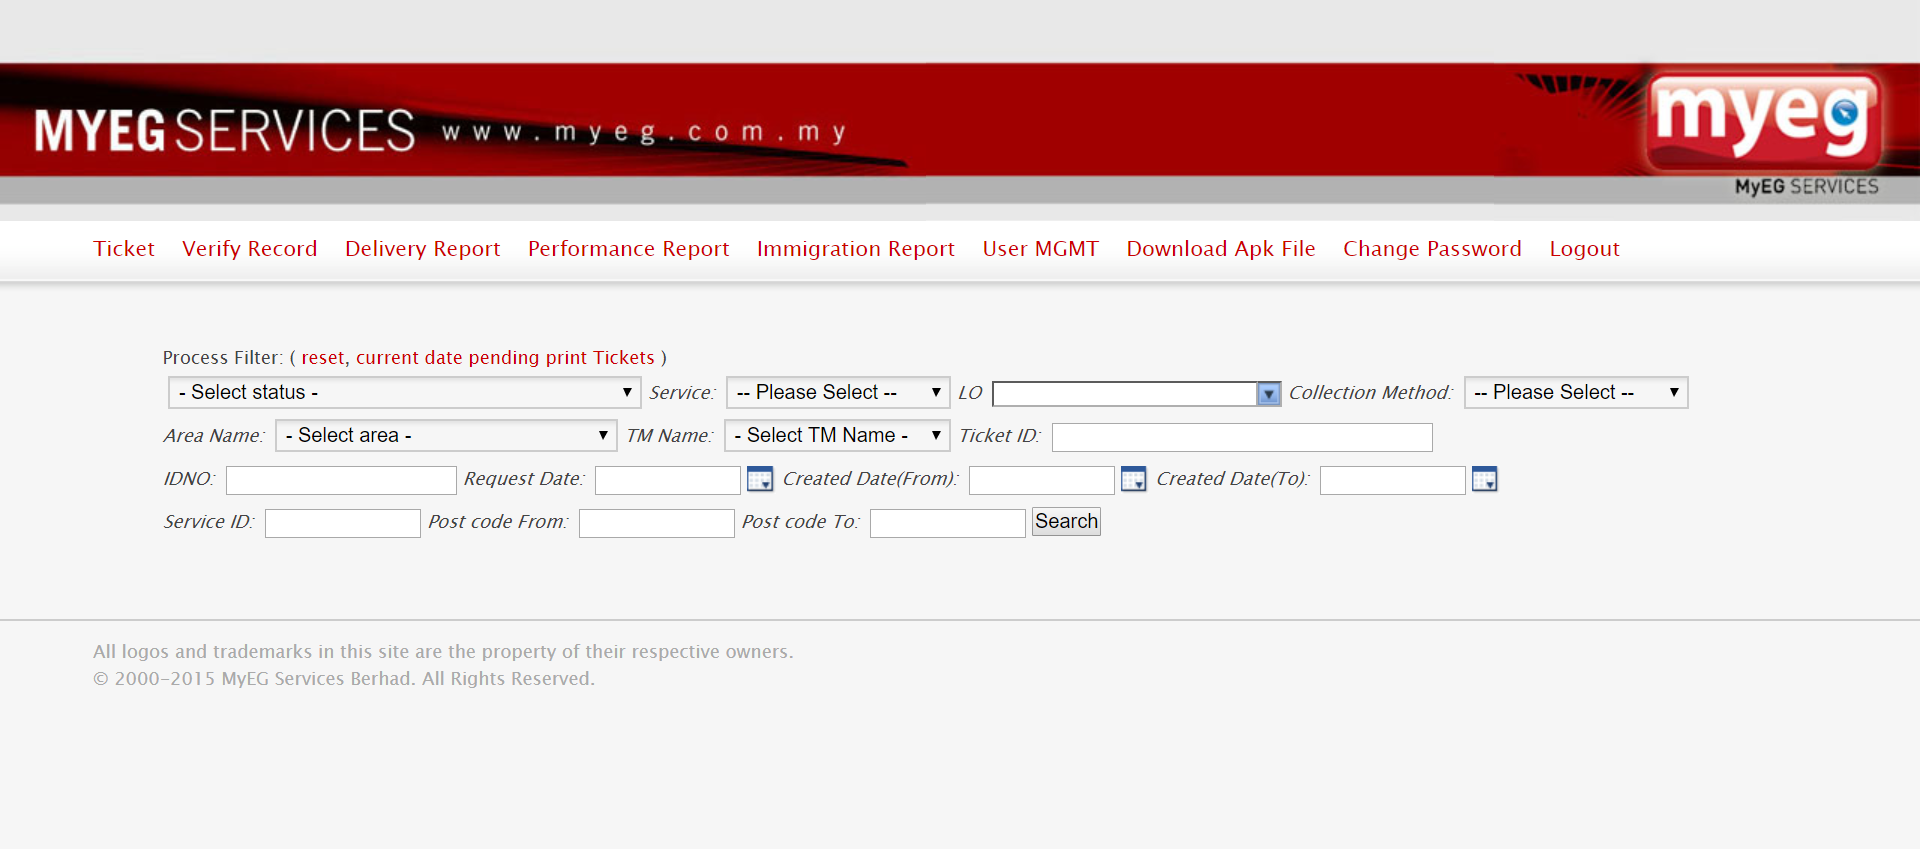 MYEG SERVICES www.myeg.com.my
myeg
MyEG SERVICES
Ticket Verify Record Delivery Report Performance Report Immigration Report User MGMT Download Apk File Change Password Logout
Process Filter: ( reset, current date pending print Tickets )
- Select status - Service: -- Please Select -- LO Collection Method: -- Please Select --
Area Name: - Select area - TM Name: - Select TM Name - Ticket ID:
IDNO: Request Date: Created Date(From): Created Date(To):
Service ID: Post code From: Post code To: Search
All logos and trademarks in this site are the property of their respective owners.
© 2000-2015 MyEG Services Berhad. All Rights Reserved.